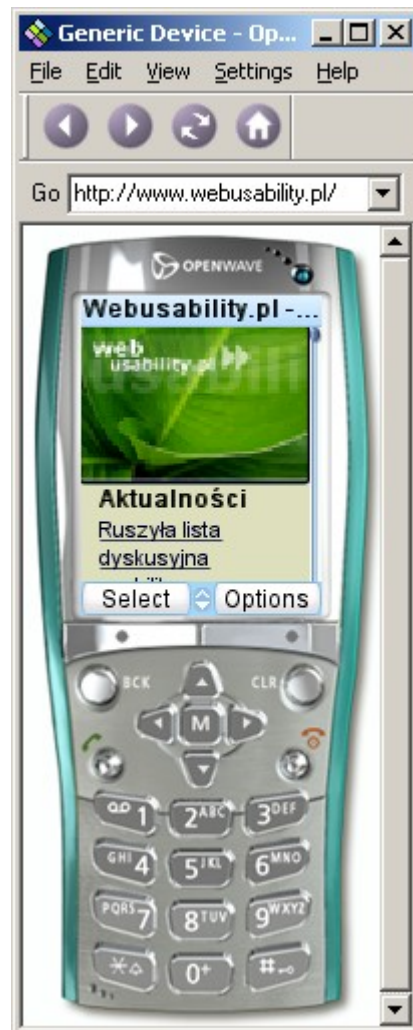 Generic Device - Op...
File Edit View Settings Help
Go http://www.webusability.pl/
OPENWAVE
Webusability.pl -...
web
usability.pl
usabili
Aktualności
Ruszyła lista
dyskusyjna
Select Options
BCK CLR
M
1 2ABC 3DEF
GHI4 5JKL 6MNO
PQRS7 8TUV 9WXYZ
0+ #